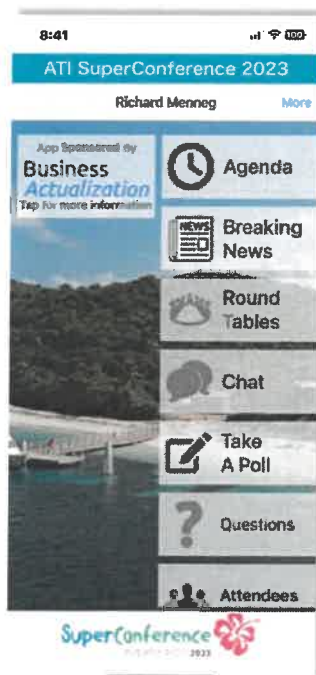 8:41
100
ATI SuperConference 2023
Richard Menneg
More
App Sponsored By
Business
Actualization
Tap for more information
Agenda
NEWS
Breaking
News
Round
Tables
Chat
Take
A Poll
Questions
Attendees
SuperConference
2023